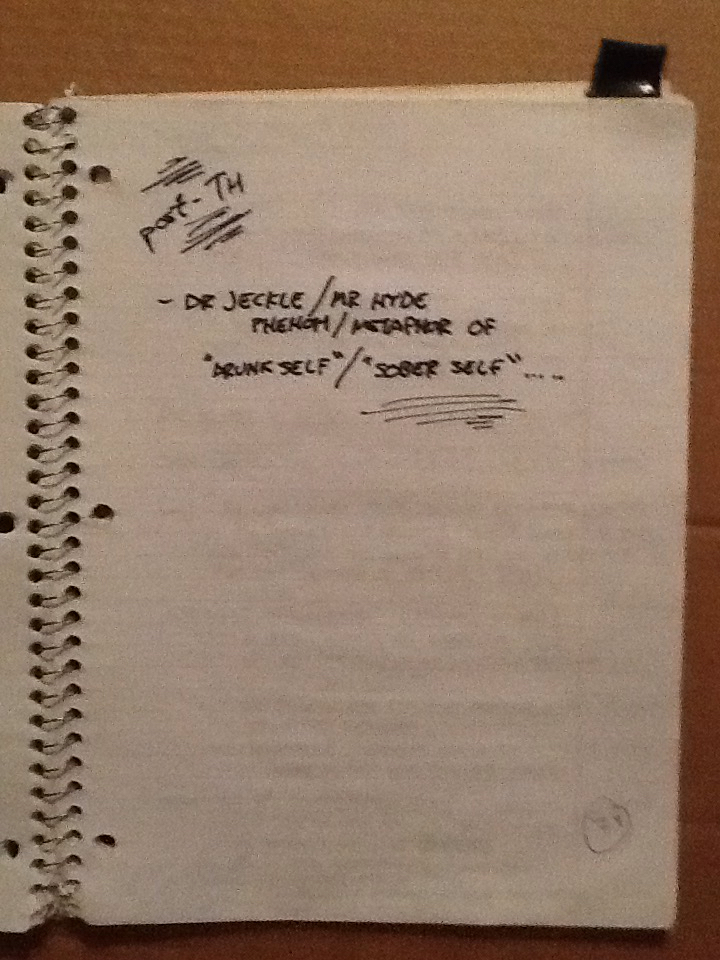 post-TH
- DR JECKLE / MR HYDE
PHENOM / METAPHOR OF
"DRUNK SELF" / "SOBER SELF"....